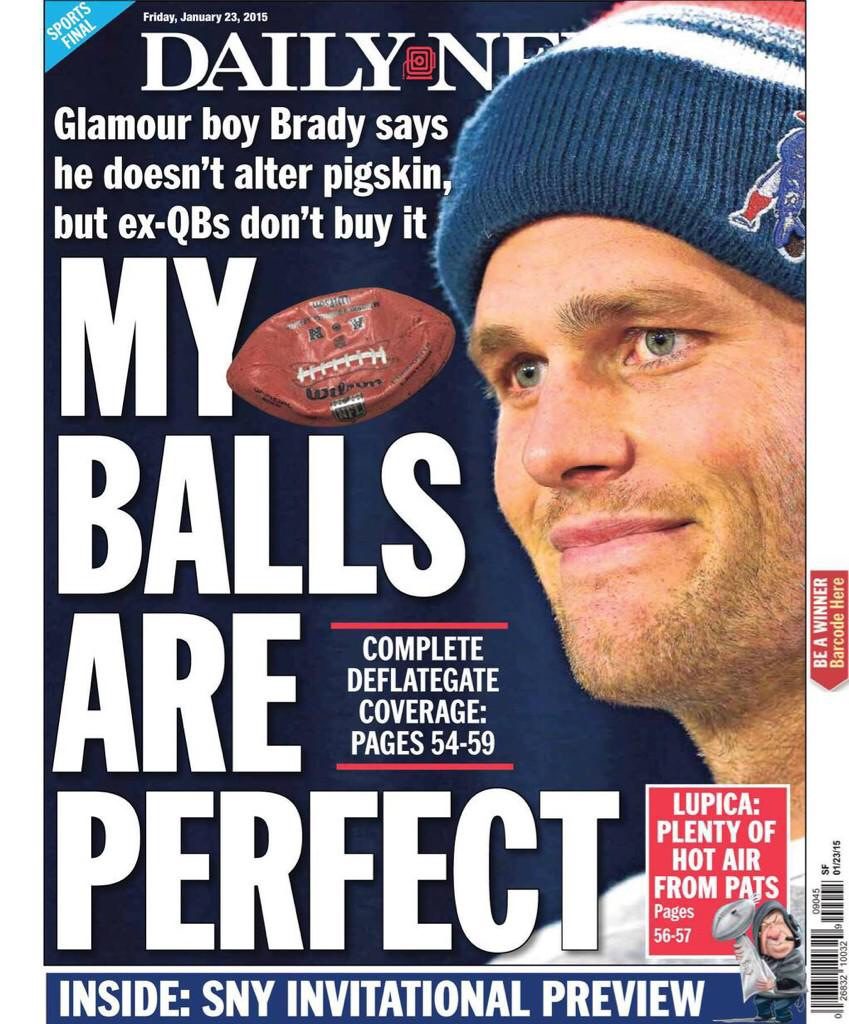 SPORTS
FINAL
Friday, January 23, 2015
DAILY NE
Glamour boy Brady says
he doesn't alter pigskin,
but ex-QBs don't buy it
MY
BALLS
ARE
PERFECT
Wilson
NFL
COMPLETE
DEFLATEGATE
COVERAGE:
PAGES 54-59
LUPICA:
PLENTY OF
HOT AIR
FROM PATS
Pages
56-57
INSIDE: SNY INVITATIONAL PREVIEW
BE A WINNER
Barcode Here
SF 01/23/15
09045
0 26832 10032 9